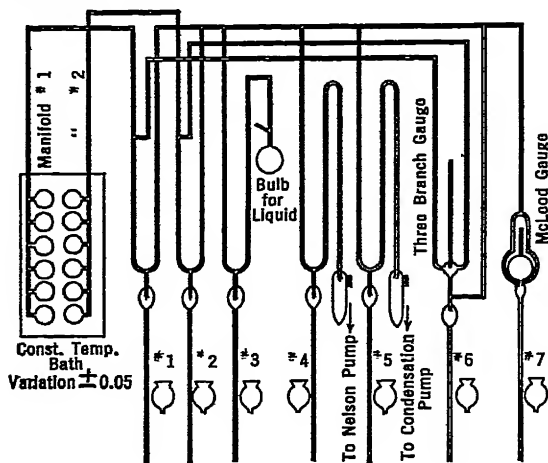 Manifold #1
" #2
Bulb
for
Liquid
Three Branch Gauge
McLeod Gauge
Const. Temp.
Bath
Variation ±0.05
#1
#2
#3
#4
To Nelson Pump
#5
To Condensation
Pump
#6
#7